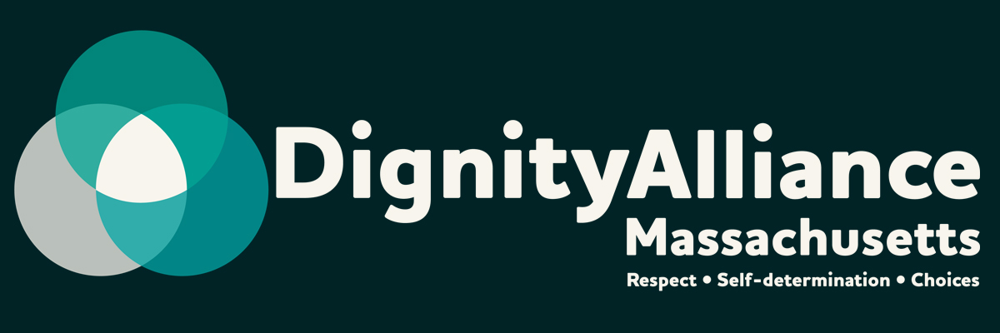 DignityAlliance
Massachusetts
Respect • Self-determination • Choices